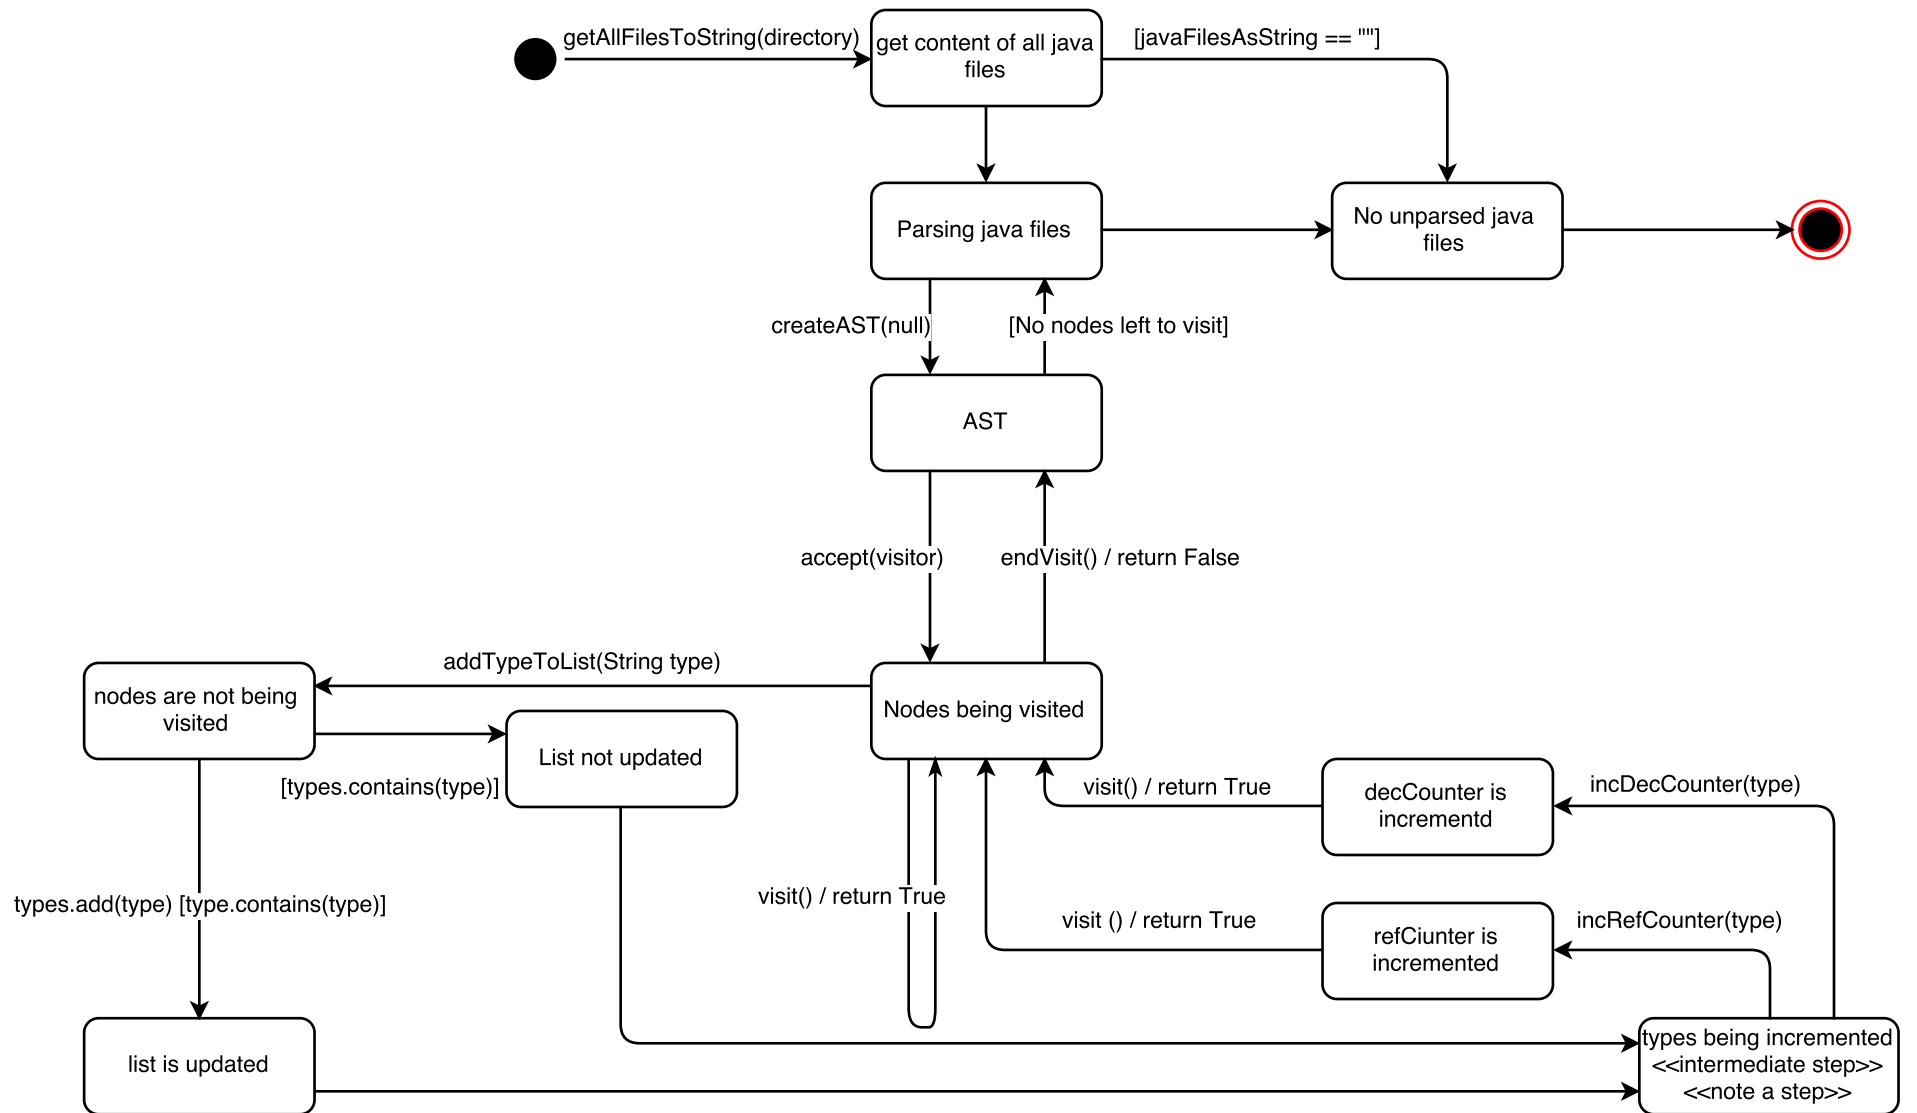 getAllFilesToString(directory)
get content of all java
files
[javaFilesAsString == ""]
Parsing java files
No unparsed java
files
createAST(null)
[No nodes left to visit]
AST
accept(visitor)
endVisit() / return False
addTypeToList(String type)
nodes are not being
visited
Nodes being visited
List not updated
[types.contains(type)]
visit() / return True
decCounter is
incrementd
incDecCounter(type)
types.add(type) [type.contains(type)]
visit() / return True
visit () / return True
refCiunter is
incremented
incRefCounter(type)
list is updated
types being incremented
<<intermediate step>>
<<note a step>>